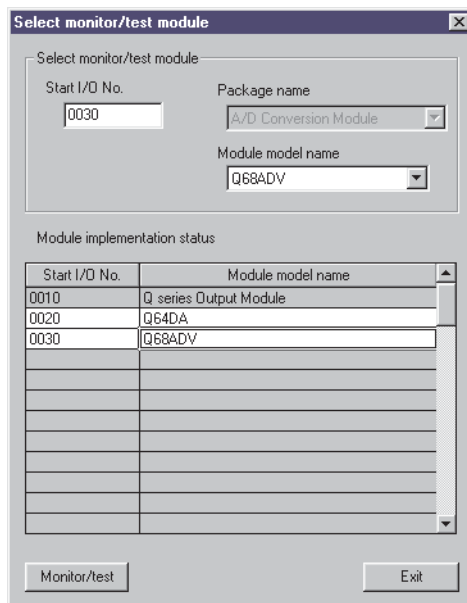 Select monitor/test module
Select monitor/test module
Start I/O No.
0030
Package name
A/D Conversion Module
Module model name
Q68ADV
Module implementation status
Start I/O No. Module model name
0010 Q series Output Module
0020 Q64DA
0030 Q68ADV
Monitor/test Exit